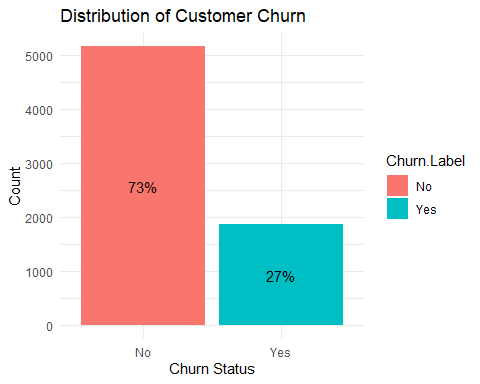 Distribution of Customer Churn
5000
4000
3000
2000
1000
0
Count
73%
27%
No
Yes
Churn Status
Churn.Label
No
Yes